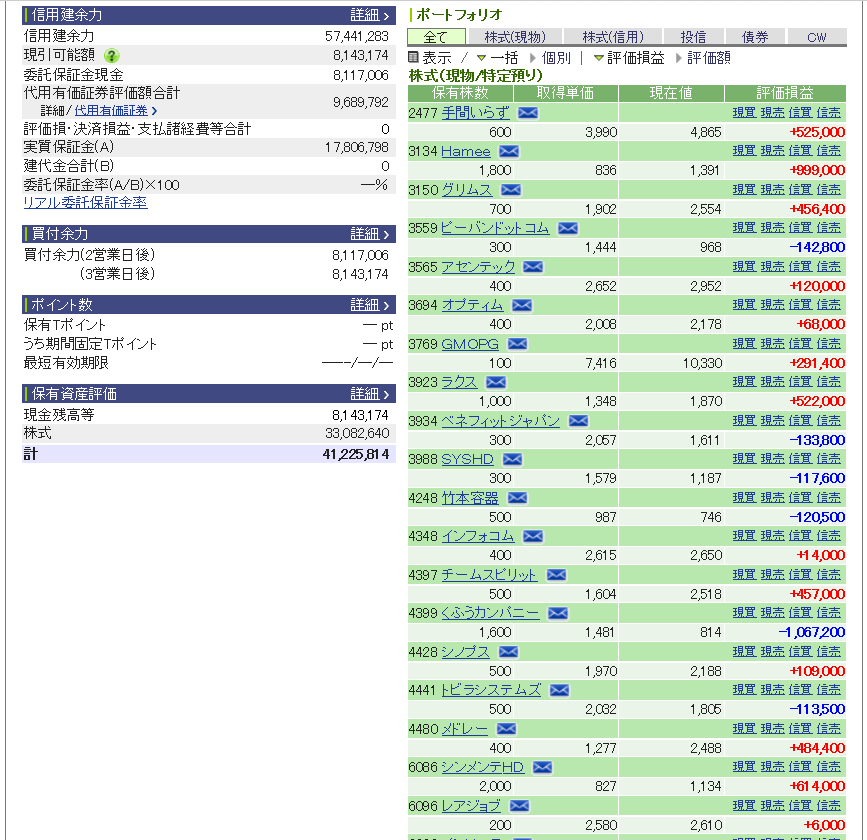 信用建余力 詳細 >
信用建余力 57,441,283
現引可能額 ? 8,143,174
委託保証金現金 8,117,006
代用有価証券評価額合計 9,689,792
詳細/代用有価証券 >
評価損・決済損益・支払諸経費等合計 0
実質保証金(A) 17,806,798
建代金合計(B) 0
委託保証金率(A/B)×100 ―%
リアル委託保証金率
買付余力 詳細 >
買付余力(2営業日後) 8,117,006
(3営業日後) 8,143,174
ポイント数 詳細 >
保有Tポイント ― pt
うち期間固定Tポイント ― pt
最短有効期限 ――/―/―
保有資産評価 詳細 >
現金残高等 8,143,174
株式 33,082,640
計 41,225,814
ポートフォリオ
全て 株式(現物) 株式(信用) 投信 債券 CW
表示 / 一括 個別 | 評価損益 評価額
株式(現物/特定預り)
保有株数 取得単価 現在値 評価損益
2477 手間いらず 現買 現売 信買 信売
600 3,990 4,865 +525,000
3134 Hamee 現買 現売 信買 信売
1,800 836 1,391 +999,000
3150 グリムス 現買 現売 信買 信売
700 1,902 2,554 +456,400
3559 ピーバンドットコム 現買 現売 信買 信売
300 1,444 968 -142,800
3565 アセンテック 現買 現売 信買 信売
400 2,652 2,952 +120,000
3694 オプティム 現買 現売 信買 信売
400 2,008 2,178 +68,000
3769 GMOPG 現買 現売 信買 信売
100 7,416 10,330 +291,400
3923 ラクス 現買 現売 信買 信売
1,000 1,348 1,870 +522,000
3934 ベネフィットジャパン 現買 現売 信買 信売
300 2,057 1,611 -133,800
3988 SYSHD 現買 現売 信買 信売
300 1,579 1,187 -117,600
4248 竹本容器 現買 現売 信買 信売
500 987 746 -120,500
4348 インフォコム 現買 現売 信買 信売
400 2,615 2,650 +14,000
4397 チームスピリット 現買 現売 信買 信売
500 1,604 2,518 +457,000
4399 くふうカンパニー 現買 現売 信買 信売
1,600 1,481 814 -1,067,200
4428 シノプス 現買 現売 信買 信売
500 1,970 2,188 +109,000
4441 トビラシステムズ 現買 現売 信買 信売
500 2,032 1,805 -113,500
4480 メドレー 現買 現売 信買 信売
400 1,277 2,488 +484,400
6086 シンメンテHD 現買 現売 信買 信売
2,000 827 1,134 +614,000
6096 レアジョブ 現買 現売 信買 信売
200 2,580 2,610 +6,000